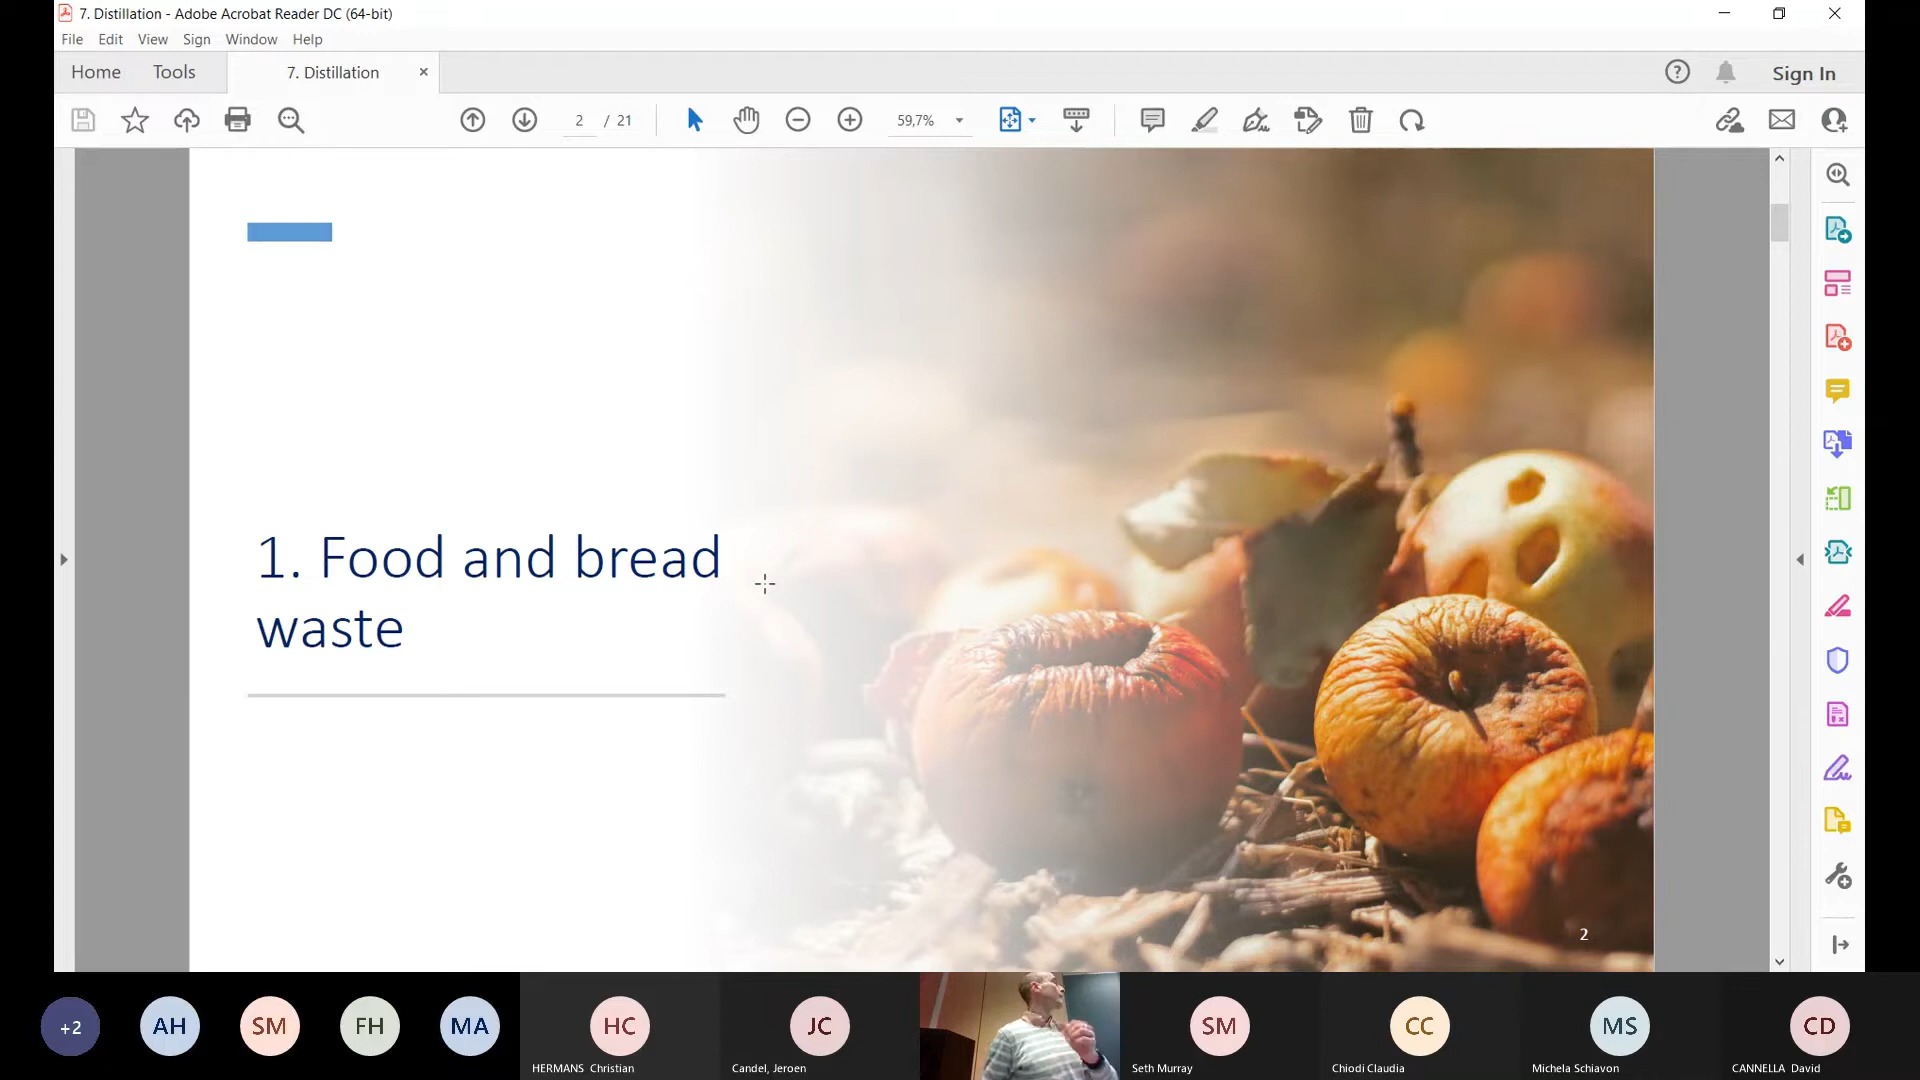 7. Distillation - Adobe Acrobat Reader DC (64-bit)
File Edit View Sign Window Help
Home Tools 7. Distillation × Sign In
2 / 21 59,7%
1. Food and bread
waste
2
+2 AH SM FH MA HC JC SM CC MS CD
HERMANS Christian Candel, Jeroen Seth Murray Chiodi Claudia Michela Schiavon CANNELLA David